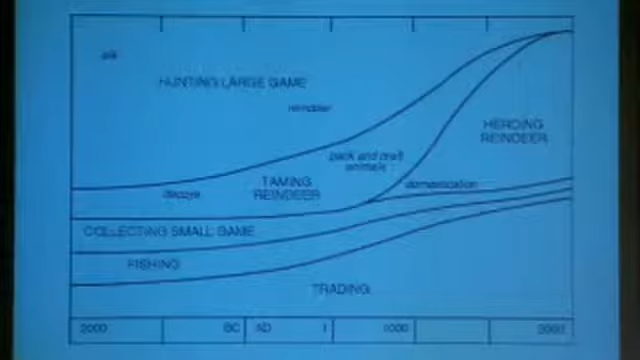 elk
HUNTING LARGE GAME
reindeer
HERDING
REINDEER
pack and draft
animals
TAMING
REINDEER
decoys
domestication
COLLECTING SMALL GAME
FISHING
TRADING
2000 BC AD 1 1000 2000